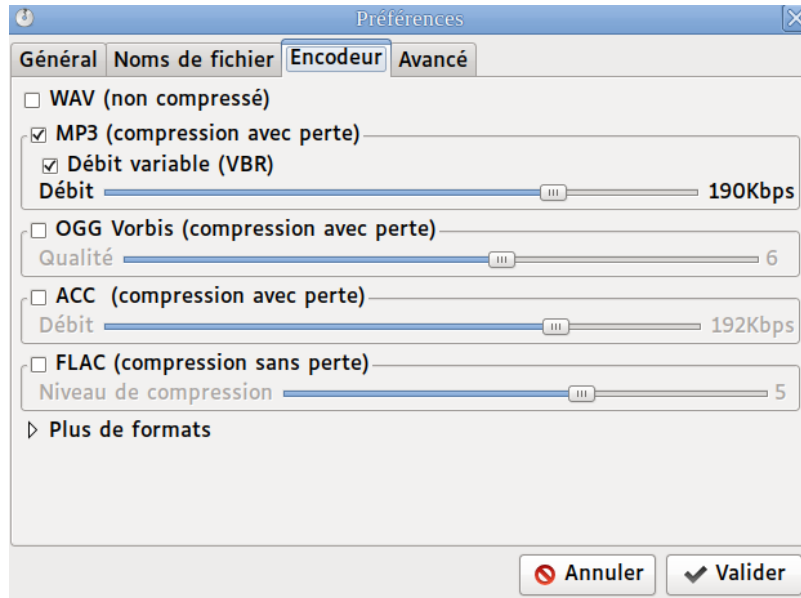 Préférences
Général Noms de fichier Encodeur Avancé
WAV (non compressé)
MP3 (compression avec perte)
Débit variable (VBR)
Débit 190Kbps
OGG Vorbis (compression avec perte)
Qualité 6
ACC (compression avec perte)
Débit 192Kbps
FLAC (compression sans perte)
Niveau de compression 5
Plus de formats
Annuler Valider